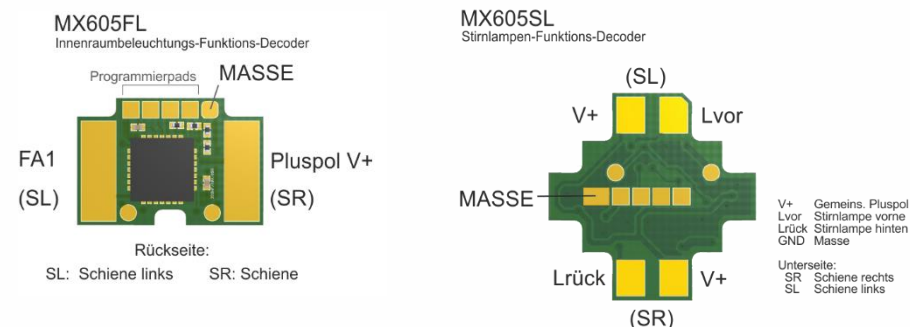 MX605FL
Innenraumbeleuchtungs-Funktions-Decoder
Programmierpads
MASSE
FA1
(SL)
Pluspol V+
(SR)
Rückseite:
SL: Schiene links SR: Schiene
MX605SL
Stirnlampen-Funktions-Decoder
(SL)
V+
Lvor
MASSE
Lrück
V+
(SR)
V+ Gemeins. Pluspol
Lvor Stirnlampe vorne
Lrück Stirnlampe hinten
GND Masse
Unterseite:
SR Schiene rechts
SL Schiene links